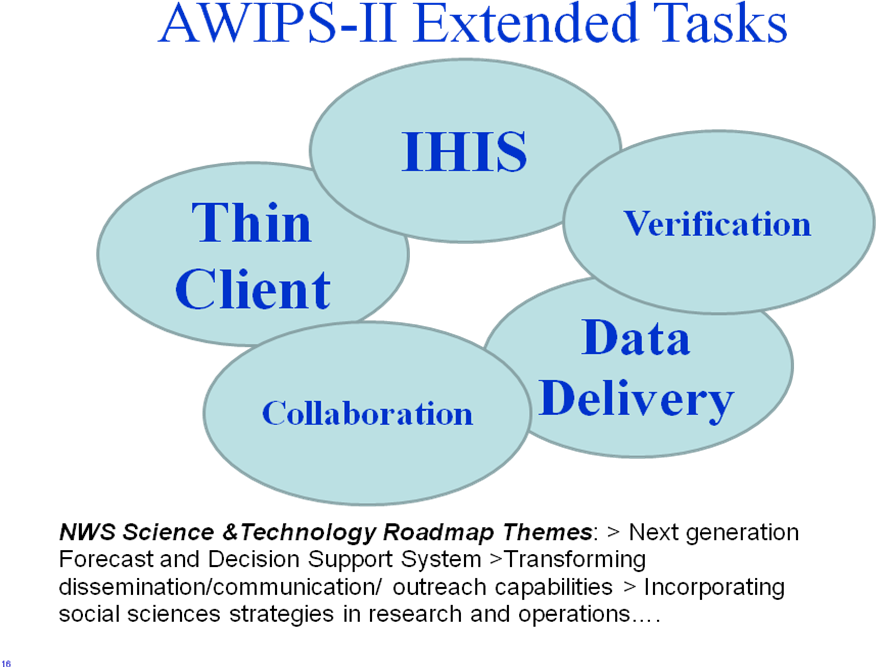 AWIPS-II Extended Tasks
IHIS
Thin
Client
Verification
Data
Delivery
Collaboration
NWS Science &Technology Roadmap Themes: > Next generation
Forecast and Decision Support System >Transforming
dissemination/communication/ outreach capabilities > Incorporating
social sciences strategies in research and operations….
16